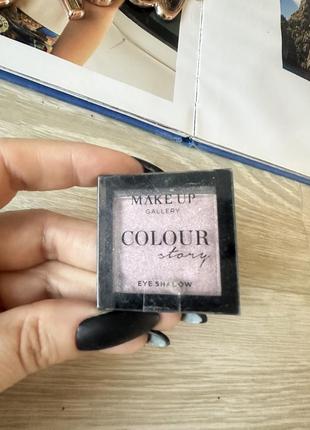 MAKE UP
GALLERY
COLOUR
story
EYE SHADOW